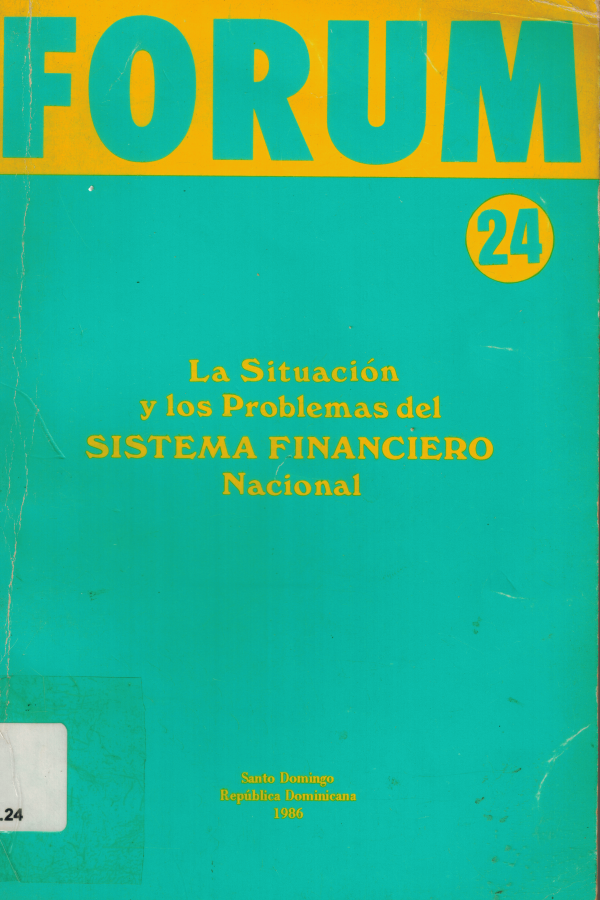 FORUM
24
La Situación
y los Problemas del
SISTEMA FINANCIERO
Nacional
Santo Domingo
República Dominicana
1986
.24